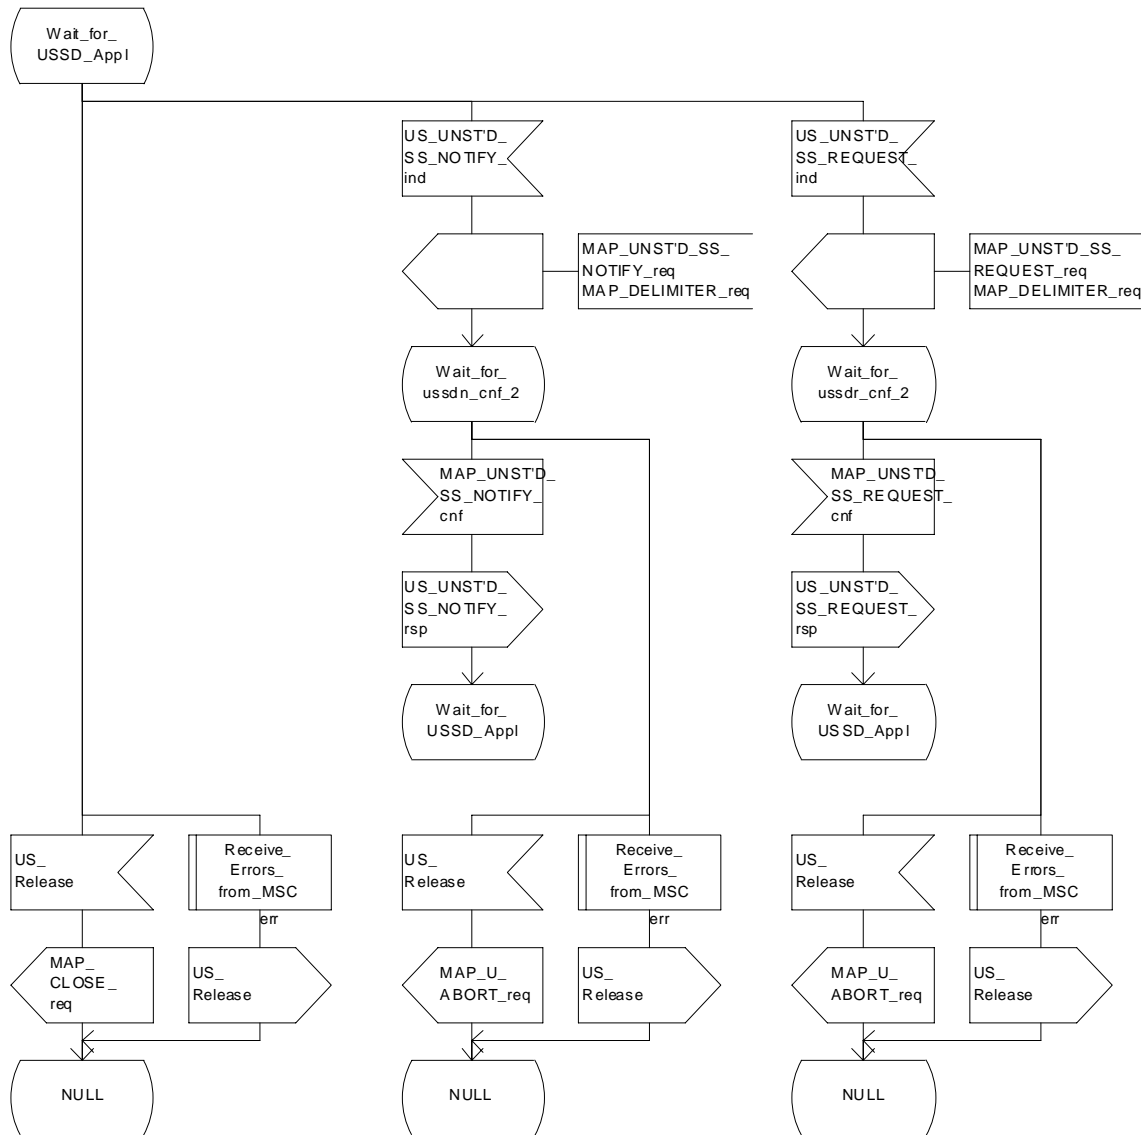 Wait_for_
USSD_Appl
US_UNST'D_
SS_NOTIFY_
ind
US_UNST'D_
SS_REQUEST_
ind
MAP_UNST'D_SS_
NOTIFY_req
MAP_DELIMITER_req
MAP_UNST'D_SS_
REQUEST_req
MAP_DELIMITER_req
Wait_for_
ussdn_cnf_2
Wait_for_
ussdr_cnf_2
MAP_UNST'D_
SS_NOTIFY_
cnf
MAP_UNST'D_
SS_REQUEST_
cnf
US_UNST'D_
SS_NOTIFY_
rsp
US_UNST'D_
SS_REQUEST_
rsp
Wait_for_
USSD_Appl
Wait_for_
USSD_Appl
US_
Release
Receive_
Errors_
from_MSC
err
US_
Release
Receive_
Errors_
from_MSC
err
US_
Release
Receive_
Errors_
from_MSC
err
MAP_
CLOSE_
req
US_
Release
MAP_U_
ABORT_req
US_
Release
MAP_U_
ABORT_req
US_
Release
NULL
NULL
NULL